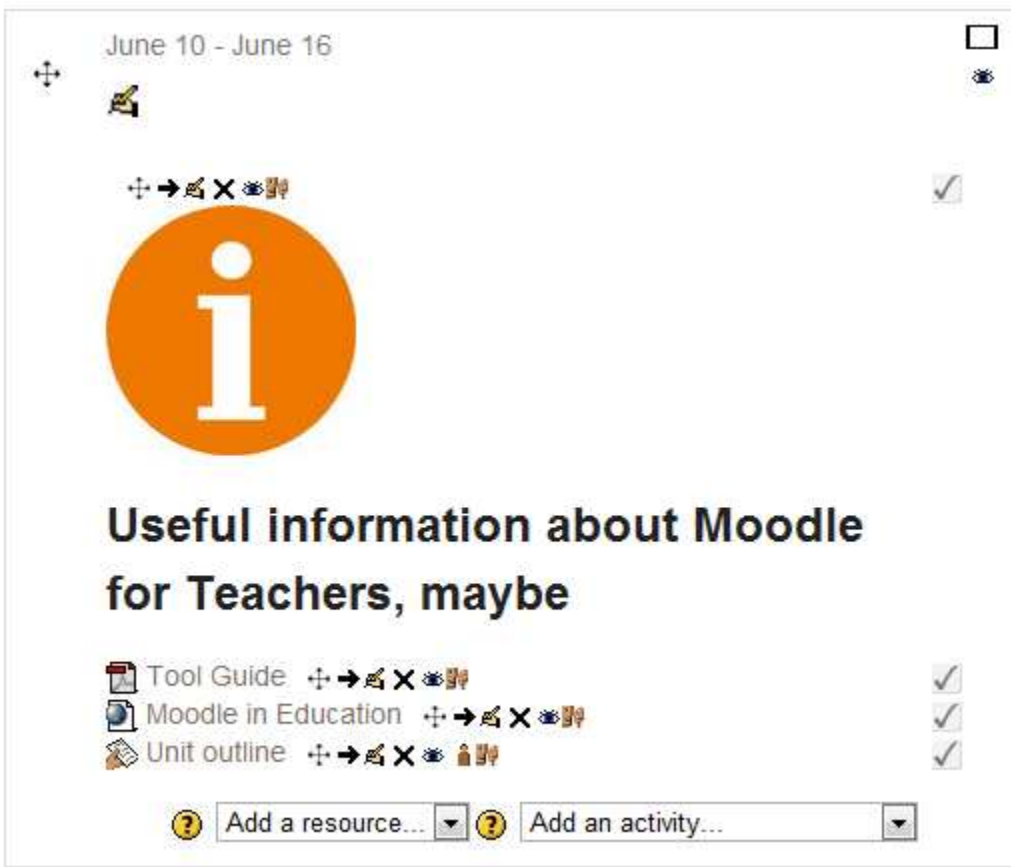 June 10 - June 16
i
Useful information about Moodle
for Teachers, maybe
Tool Guide
Moodle in Education
Unit outline
? Add a resource... ? Add an activity...